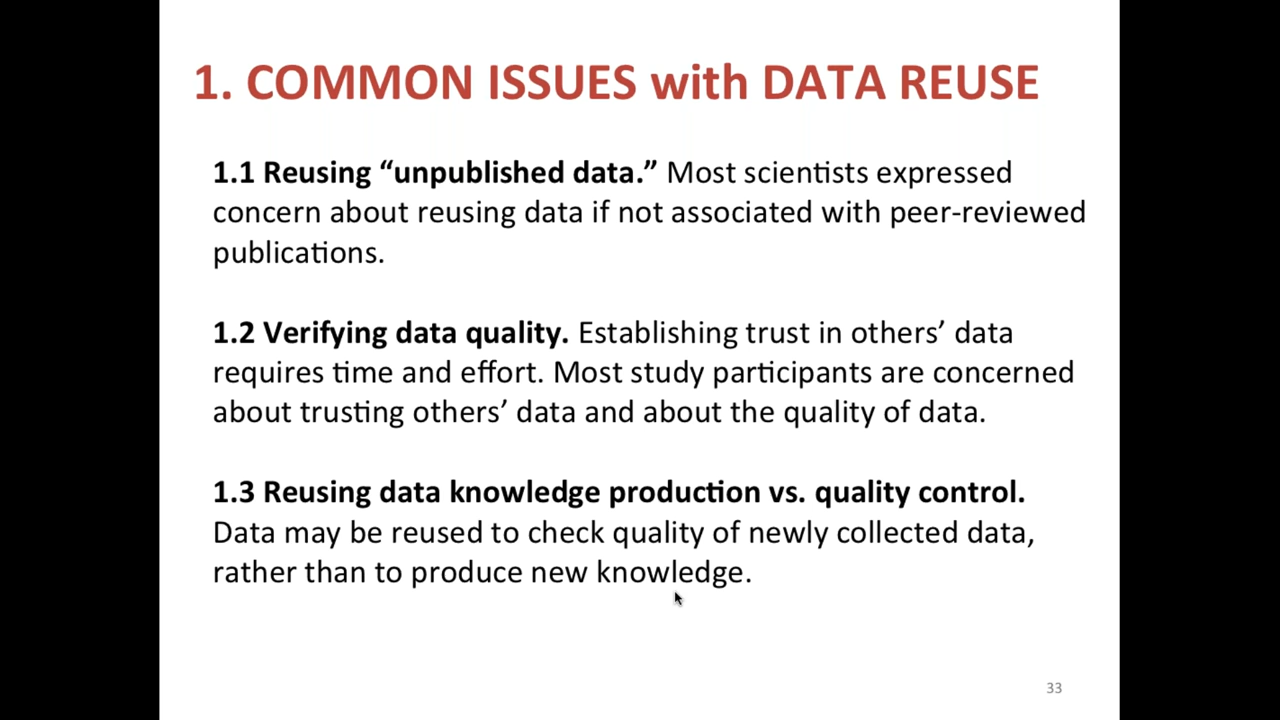 1. COMMON ISSUES with DATA REUSE
1.1 Reusing “unpublished data.” Most scientists expressed
concern about reusing data if not associated with peer-reviewed
publications.
1.2 Verifying data quality. Establishing trust in others’ data
requires time and effort. Most study participants are concerned
about trusting others’ data and about the quality of data.
1.3 Reusing data knowledge production vs. quality control.
Data may be reused to check quality of newly collected data,
rather than to produce new knowledge.
33